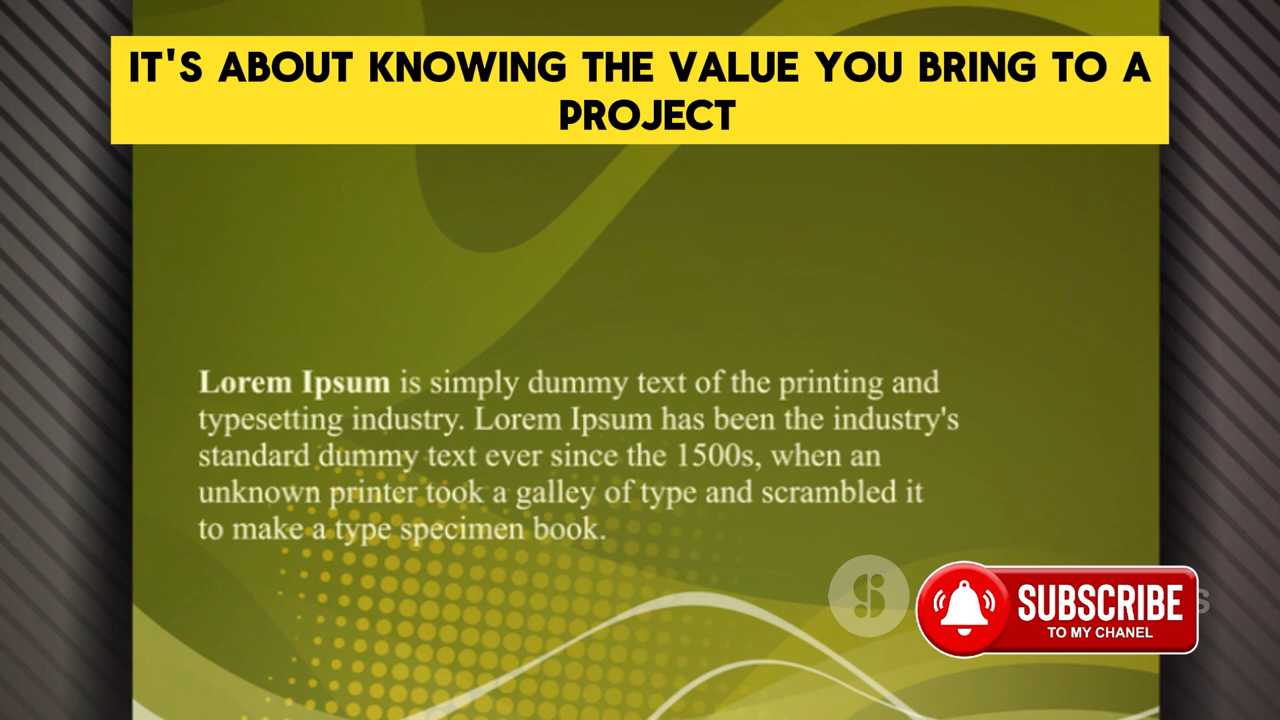 IT'S ABOUT KNOWING THE VALUE YOU BRING TO A
PROJECT
Lorem Ipsum is simply dummy text of the printing and
typesetting industry. Lorem Ipsum has been the industry's
standard dummy text ever since the 1500s, when an
unknown printer took a galley of type and scrambled it
to make a type specimen book.
SUBSCRIBE
TO MY CHANEL